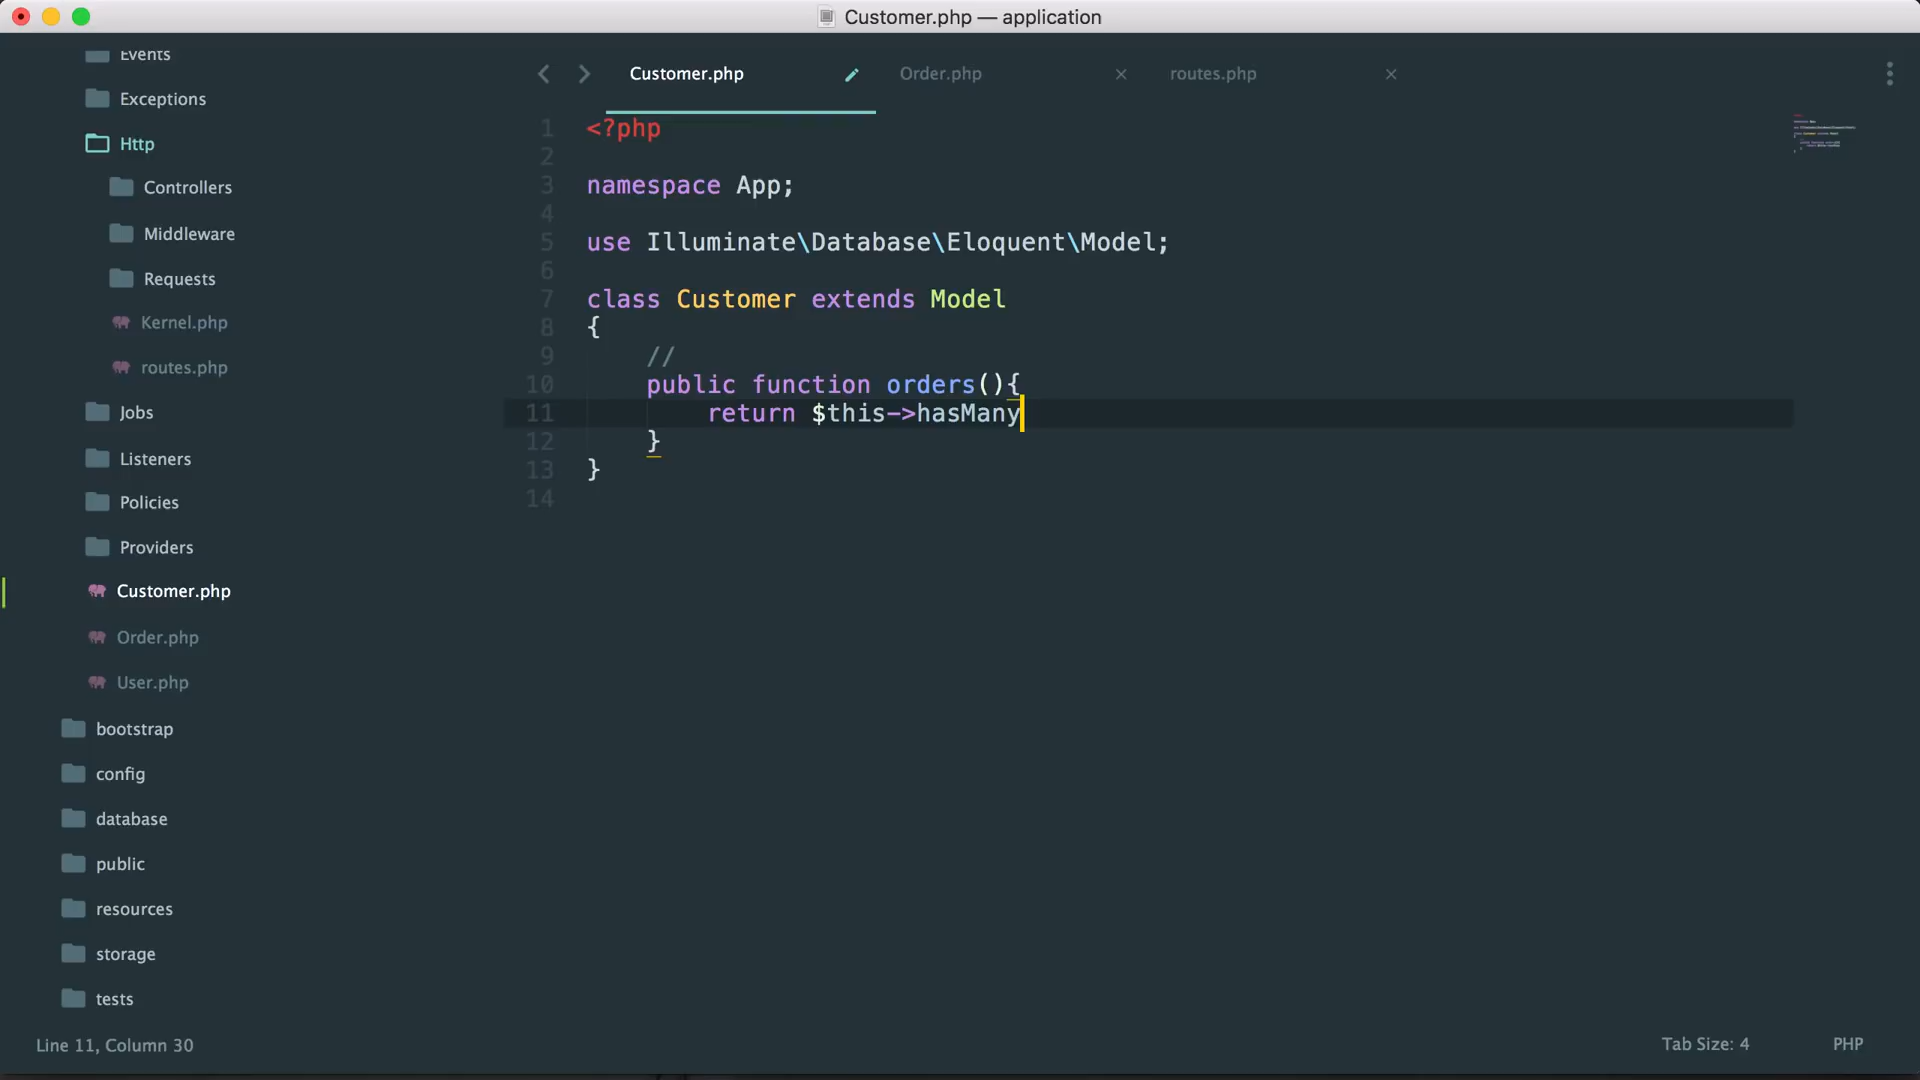 Customer.php — application
Events
Exceptions
Http
Controllers
Middleware
Requests
Kernel.php
routes.php
Jobs
Listeners
Policies
Providers
Customer.php
Order.php
User.php
bootstrap
config
database
public
resources
storage
tests
Customer.php Order.php routes.php
1 <?php
2
3 namespace App;
4
5 use Illuminate\Database\Eloquent\Model;
6
7 class Customer extends Model
8 {
9     //
10     public function orders(){
11         return $this->hasMany
12     }
13 }
14
Line 11, Column 30
Tab Size: 4 PHP